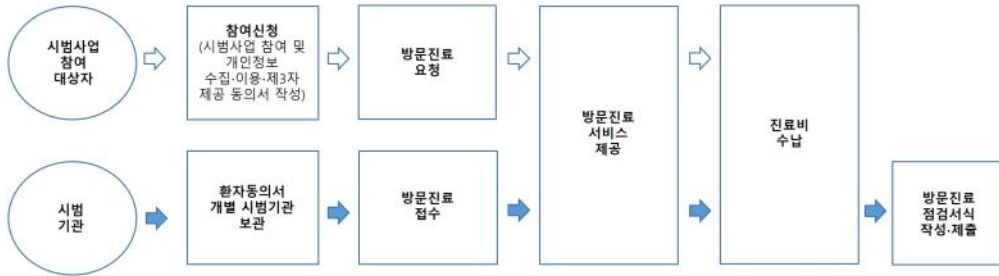 시범사업
참여
대상자
참여신청
(시범사업 참여 및
개인정보
수집·이용·제3자
제공 동의서 작성)
방문진료
요청
방문진료
서비스
제공
진료비
수납
시범
기관
환자동의서
개별 시범기관
보관
방문진료
접수
방문진료
점검서식
작성·제출